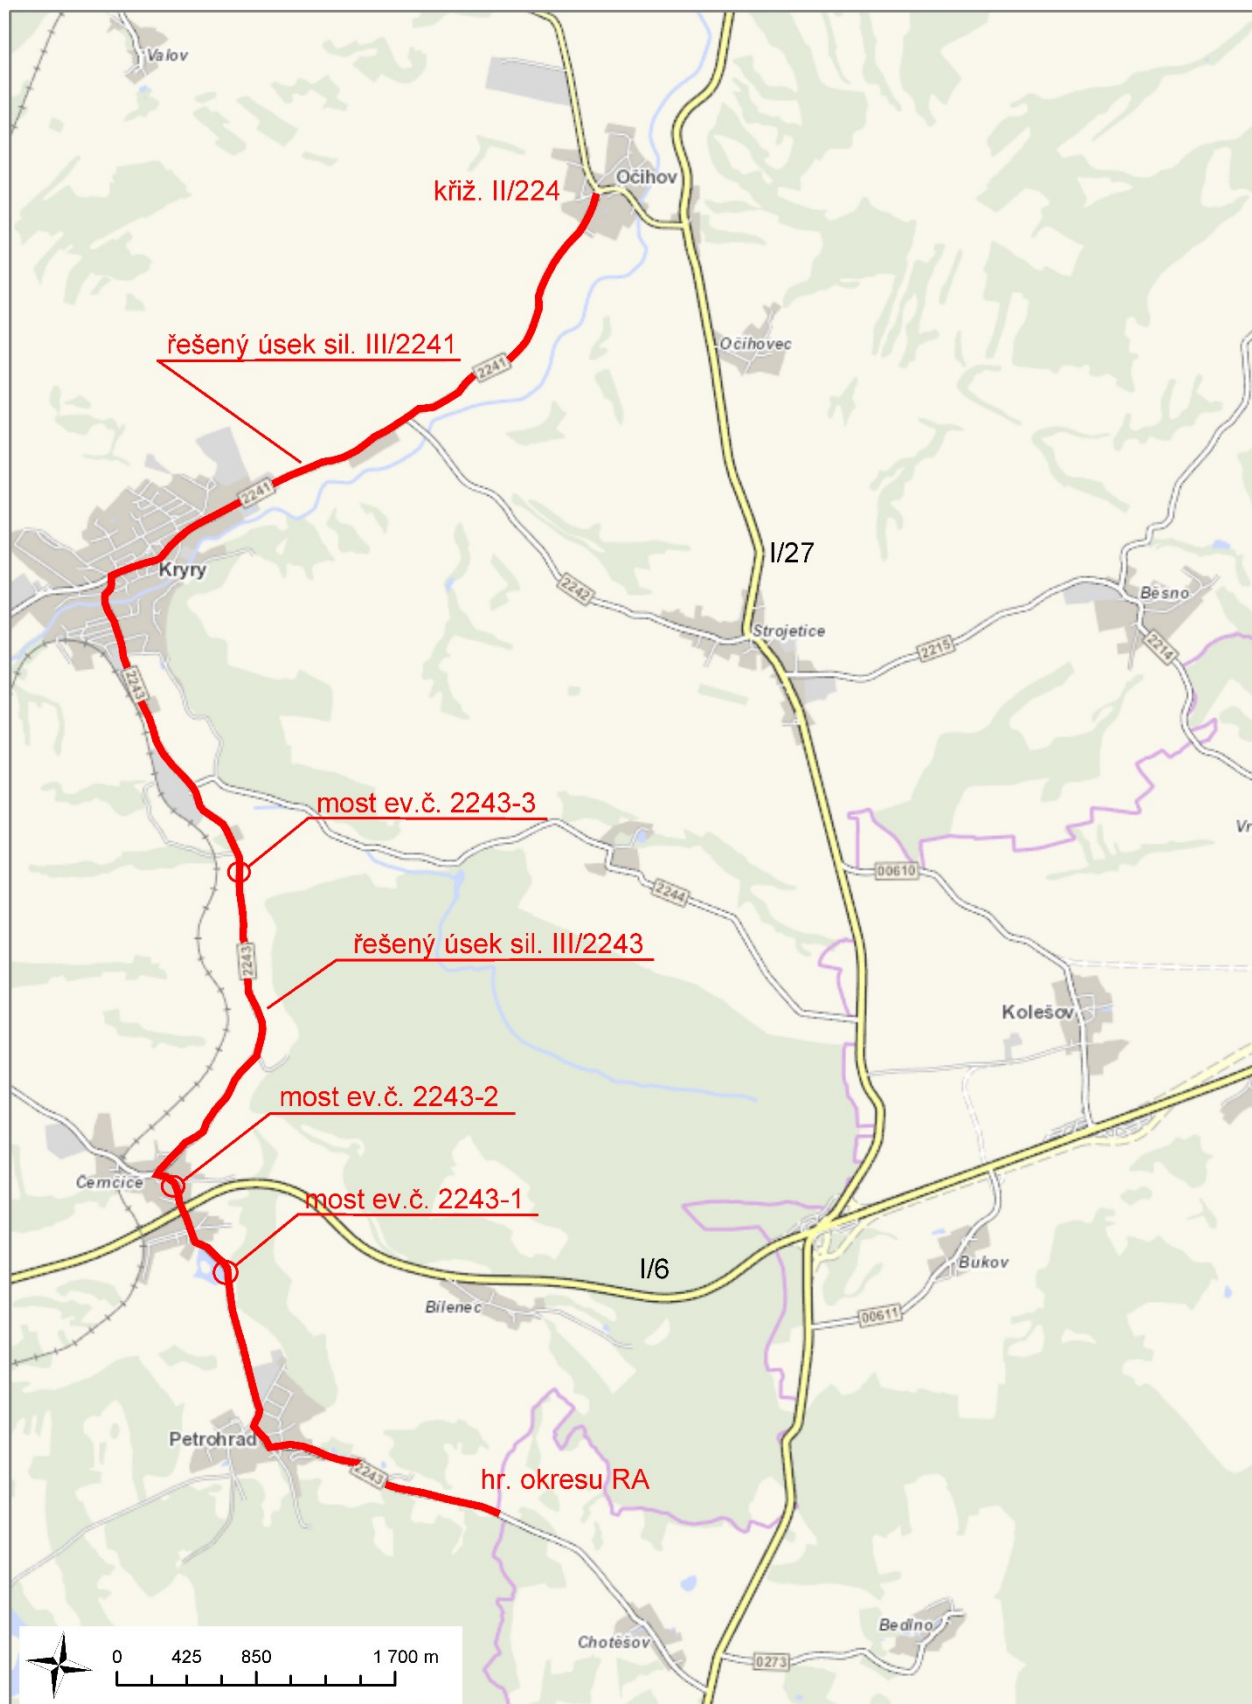 Valov
Očihov
křiž. II/224
řešený úsek sil. III/2241
2241
Očihovec
2241
Kryry
I/27
2242
Strojetice
Běsno
2215
2214
2243
most ev.č. 2243-3
Vr
00610
2244
řešený úsek sil. III/2243
2243
Kolešov
most ev.č. 2243-2
Černčice
most ev.č. 2243-1
I/6
Bukov
Bílenec
00611
Petrohrad
2243
hr. okresu RA
Bedlno
Chotěšov
0273
0 425 850 1 700 m